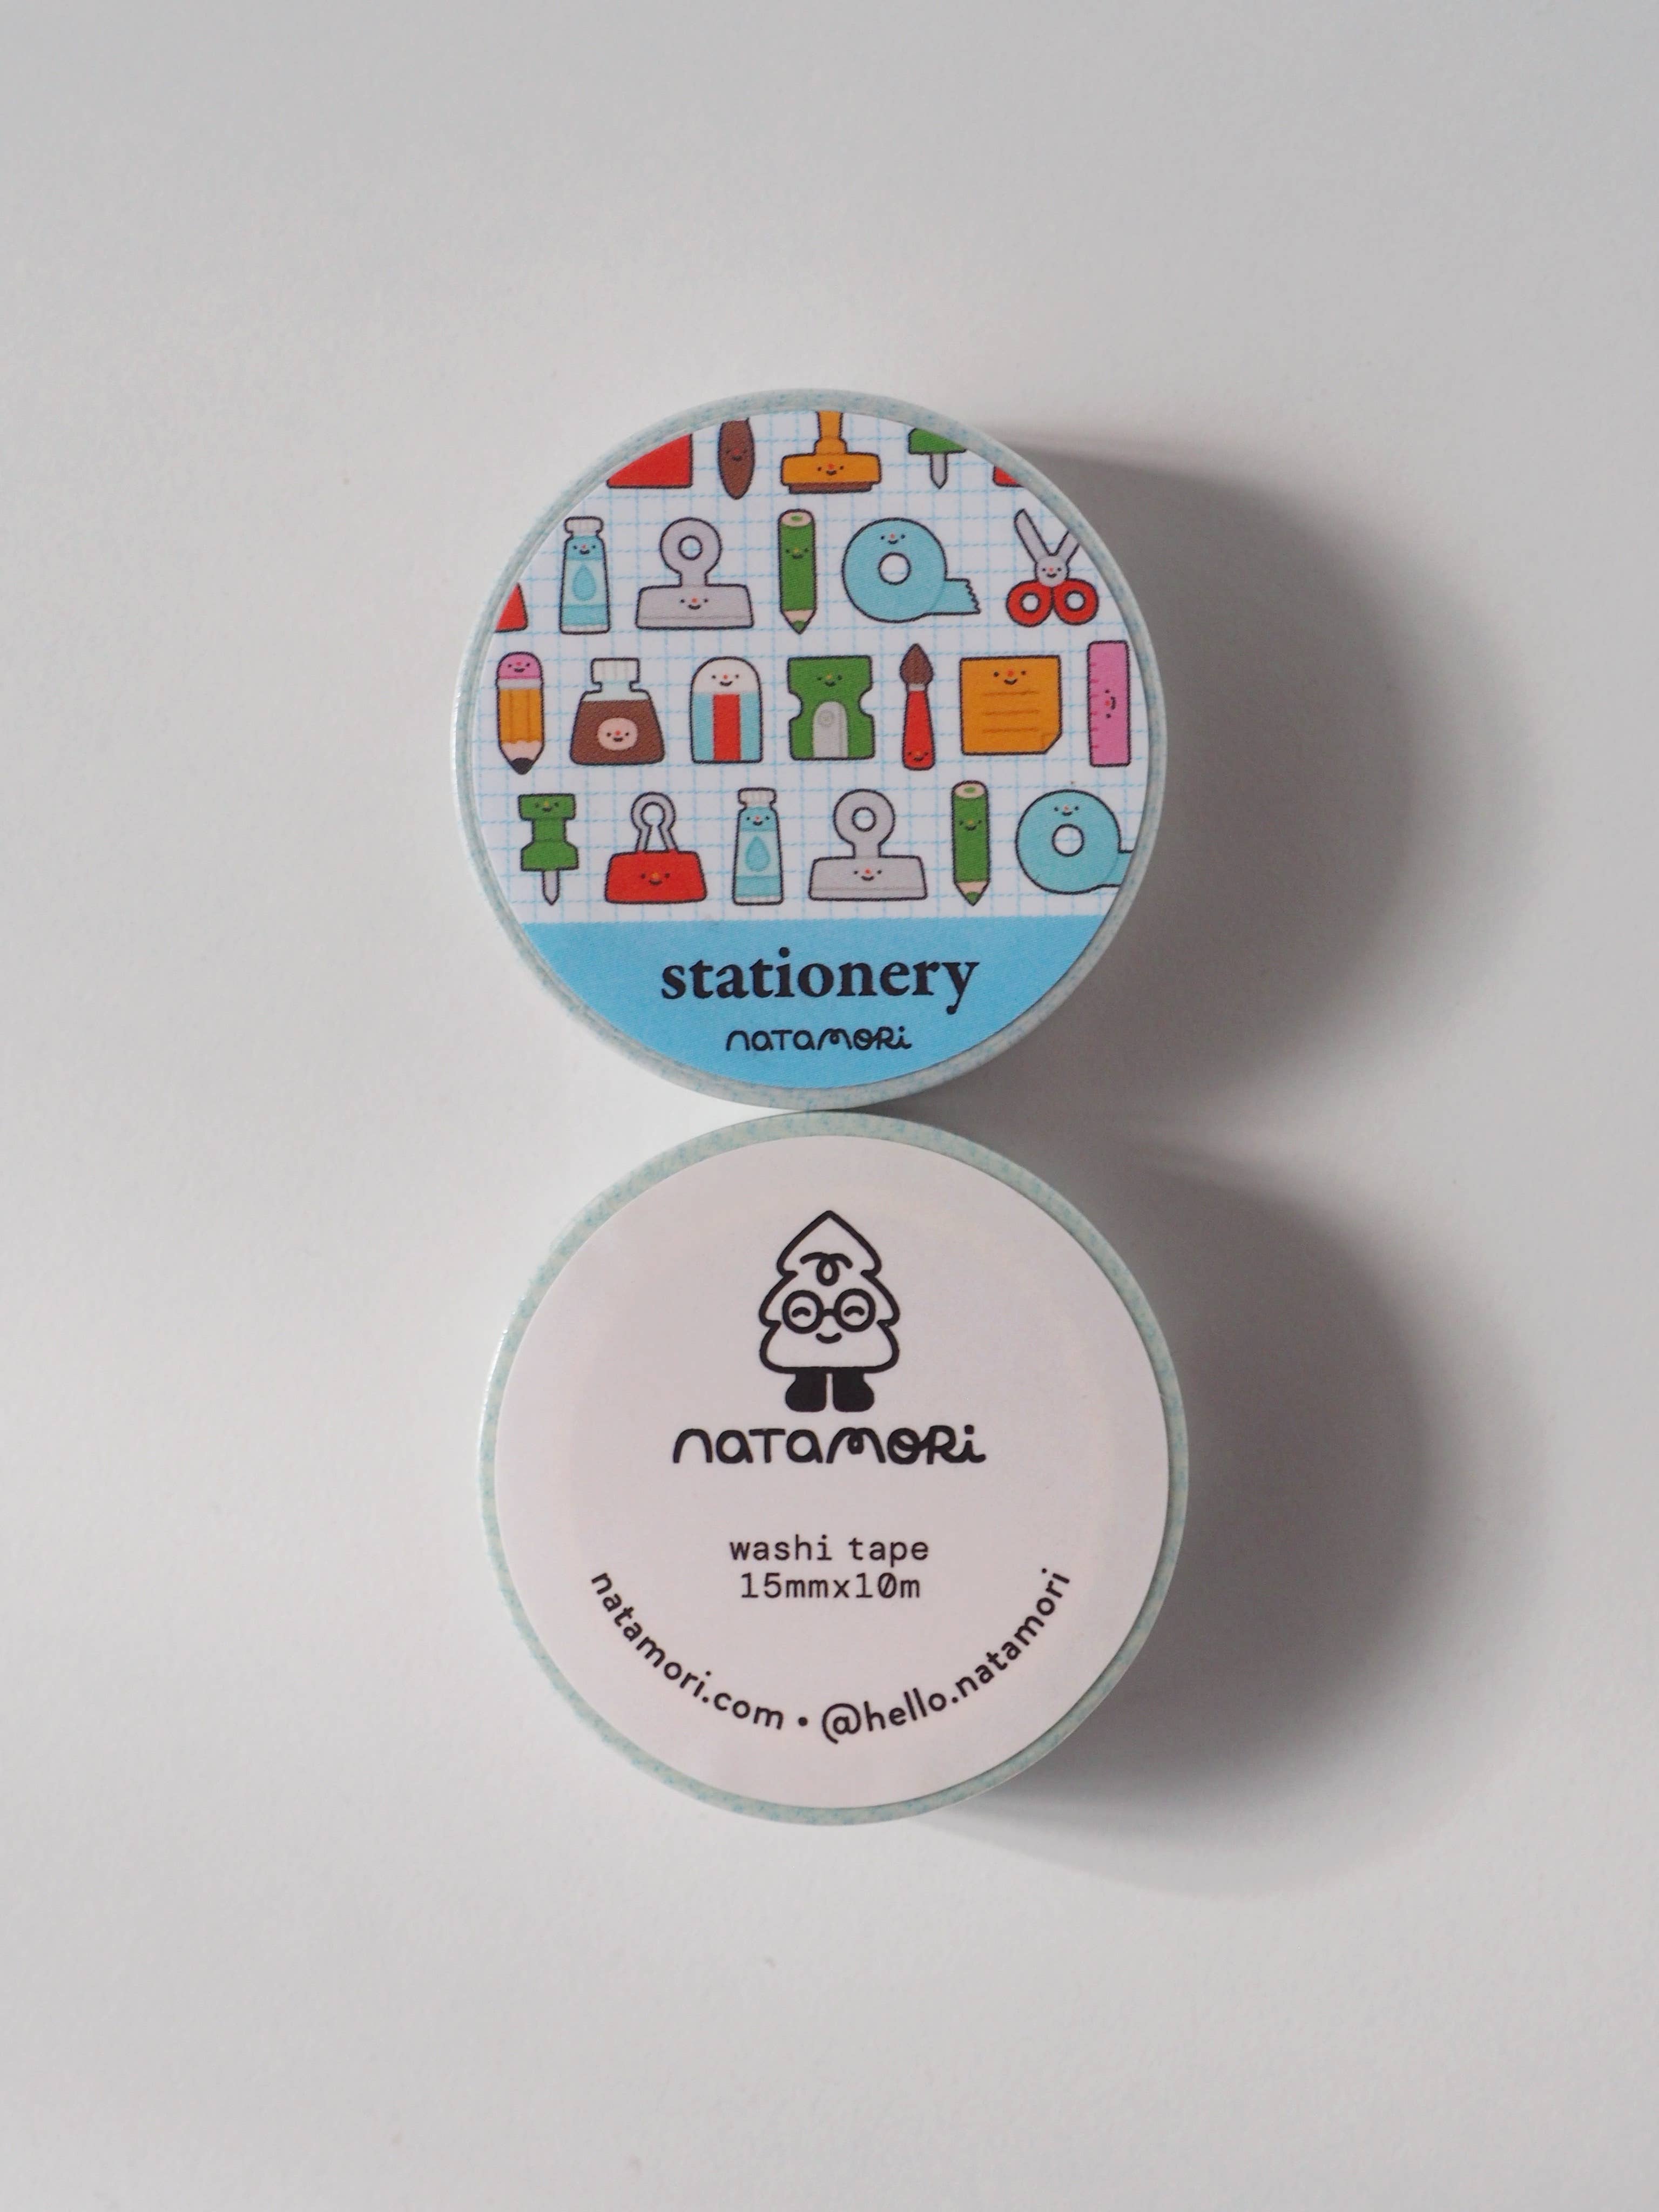 stationery
natamori
natamori
washi tape
15mmx10m
natamori.com • @hello.natamori